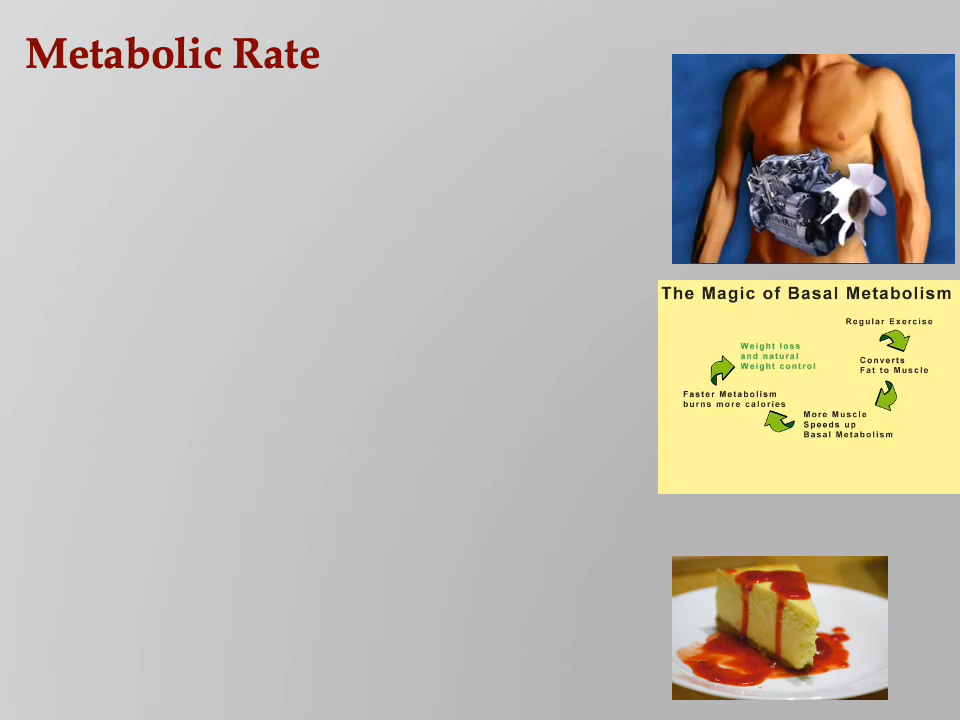 Metabolic Rate
The Magic of Basal Metabolism
Regular Exercise
Converts
Fat to Muscle
More Muscle
Speeds up
Basal Metabolism
Faster Metabolism
burns more calories
Weight loss
and natural
Weight control